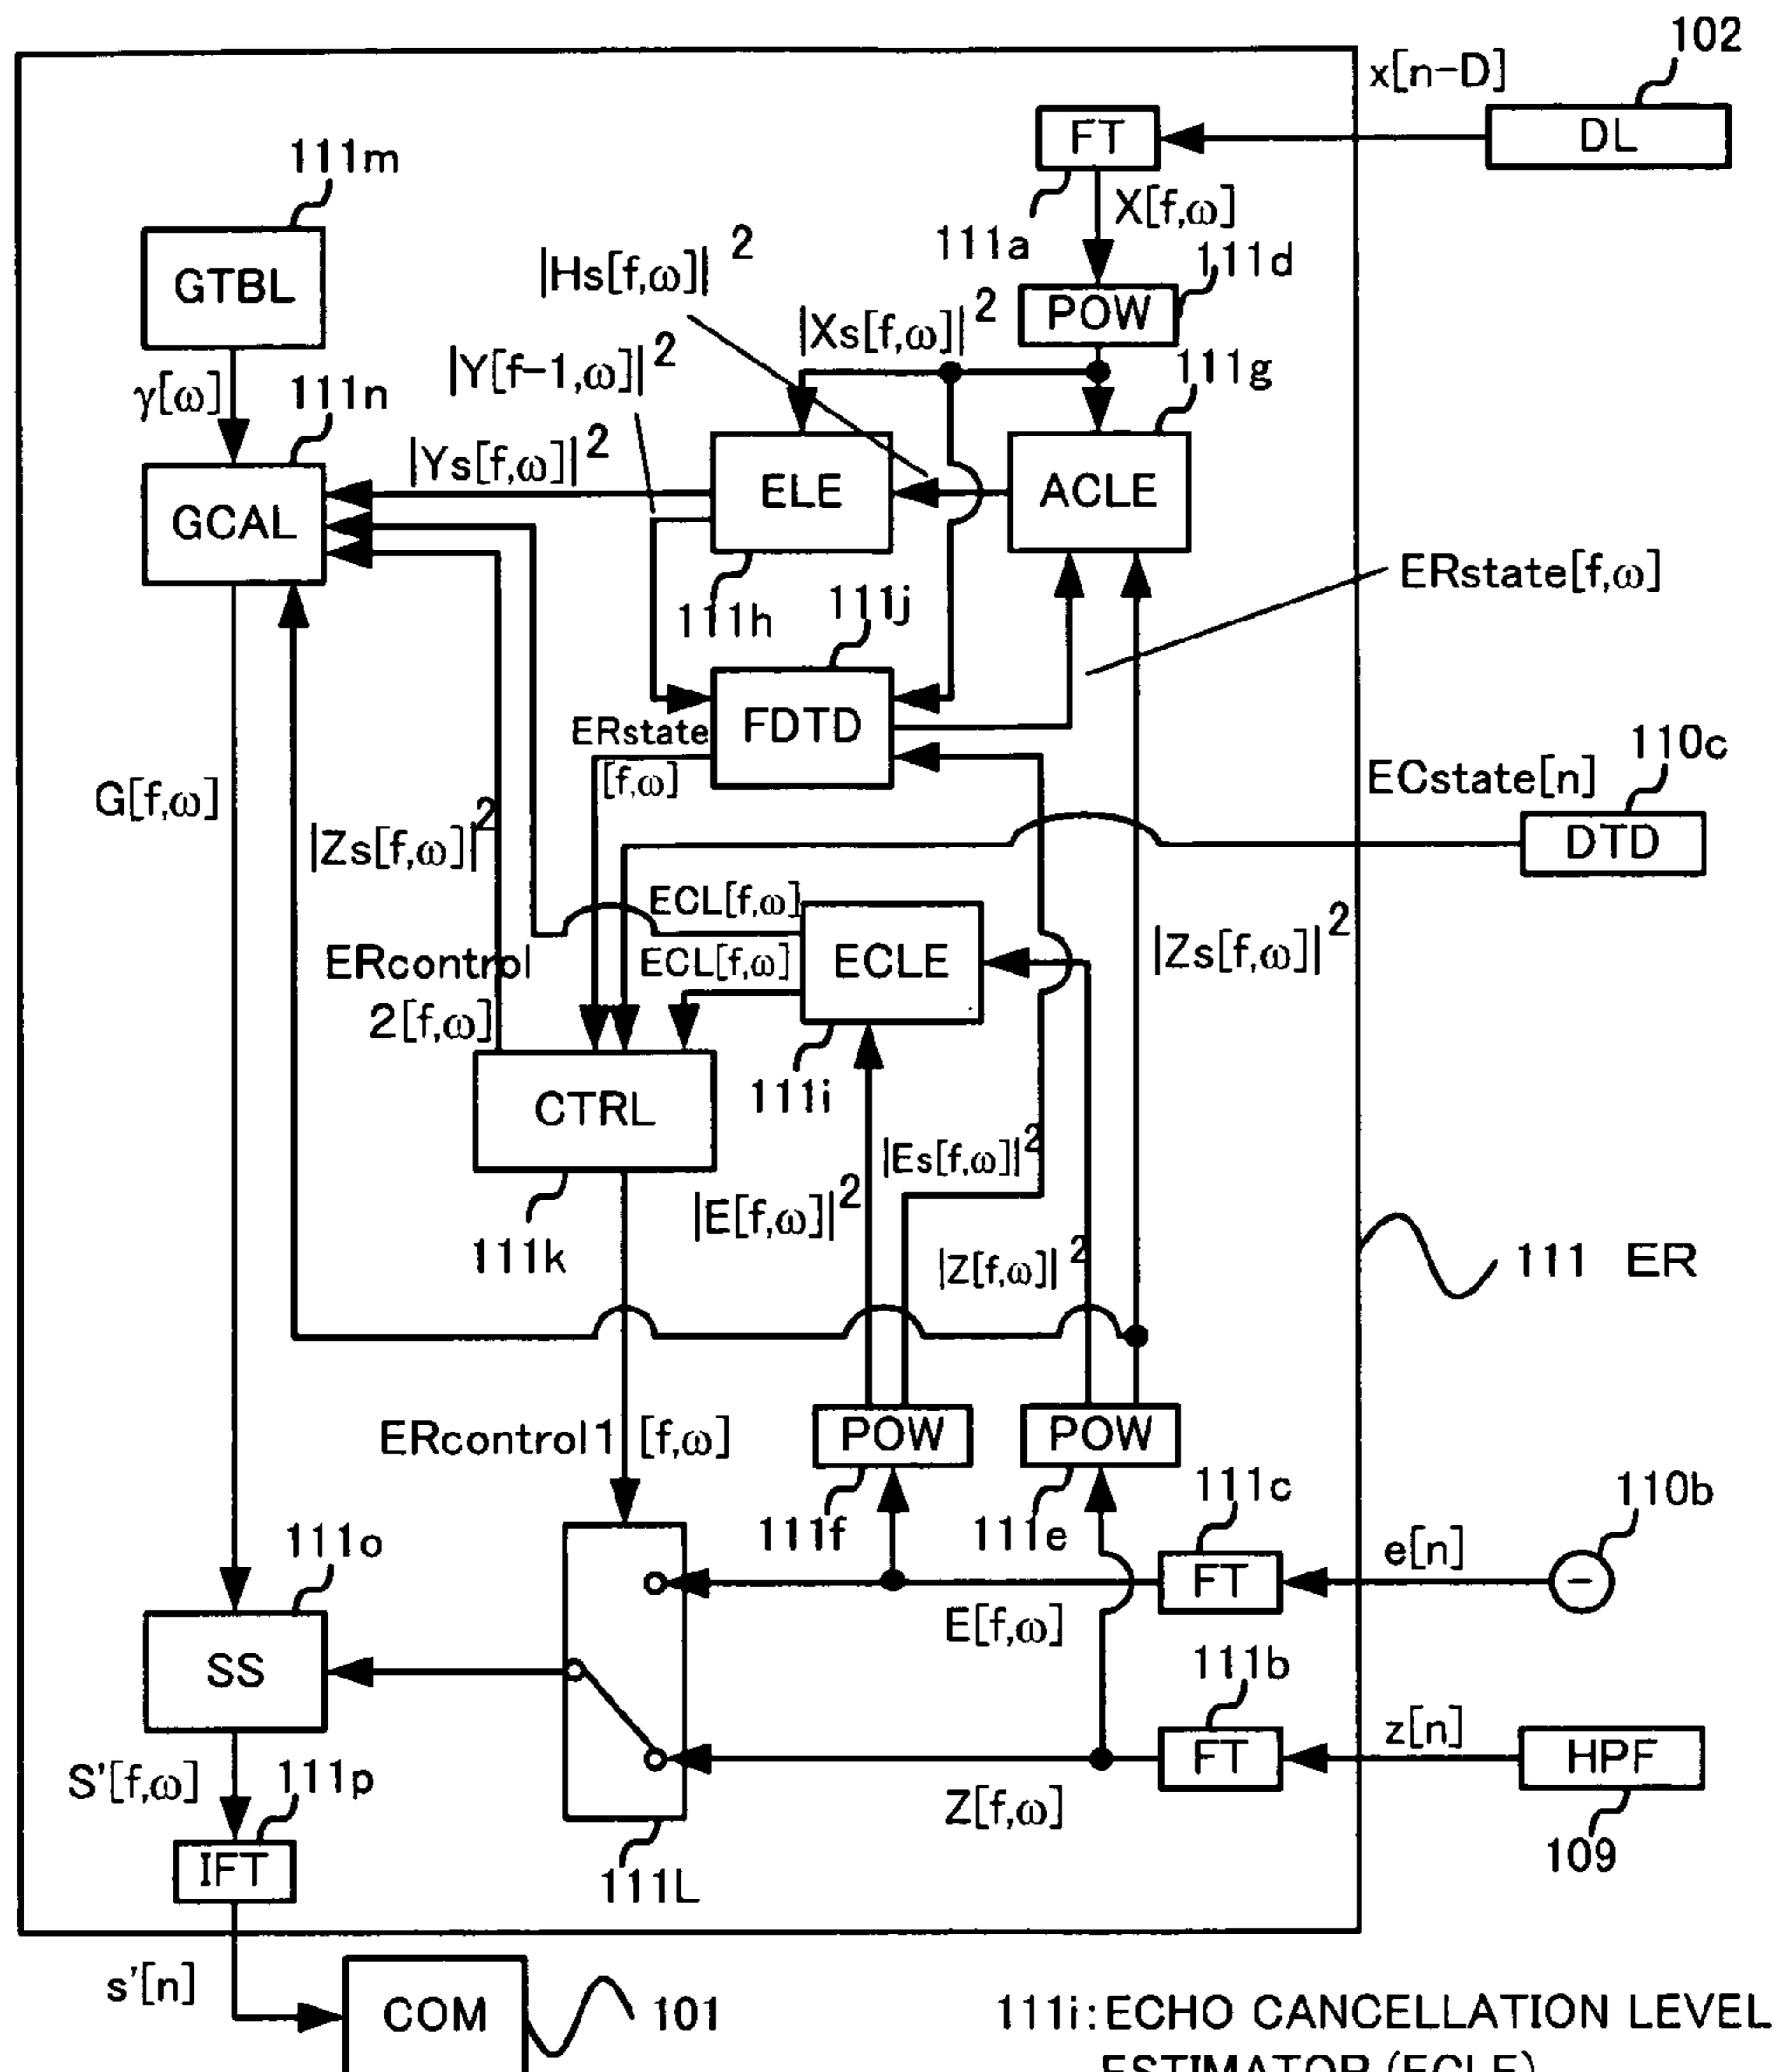 102
x[n-D]
DL
FT
111m
X[f,ω]
111a
111d
|Hs[f,ω]|2
GTBL
POW
|Xs[f,ω]|2
|Y[f-1,ω]|2
111g
γ[ω]
111n
|Ys[f,ω]|2
GCAL
ELE
ACLE
ERstate[f,ω]
111h
111j
FDTD
ERstate
[f,ω]
110c
ECstate[n]
G[f,ω]
|Zs[f,ω]|2
DTD
ECL[f,ω]
ECL[f,ω]
ECLE
|Zs[f,ω]|2
ERcontrol
2[f,ω]
111i
CTRL
|Es[f,ω]|2
|E[f,ω]|2
111k
|Z[f,ω]|2
111 ER
ERcontrol1 [f,ω]
POW
POW
111c
110b
111f
111e
111o
e[n]
FT
-
E[f,ω]
SS
111b
z[n]
FT
HPF
S'[f,ω]
111p
Z[f,ω]
109
IFT
111L
s'[n]
COM
101
111i:ECHO CANCELLATION LEVEL
ESTIMATOR (ECLE)